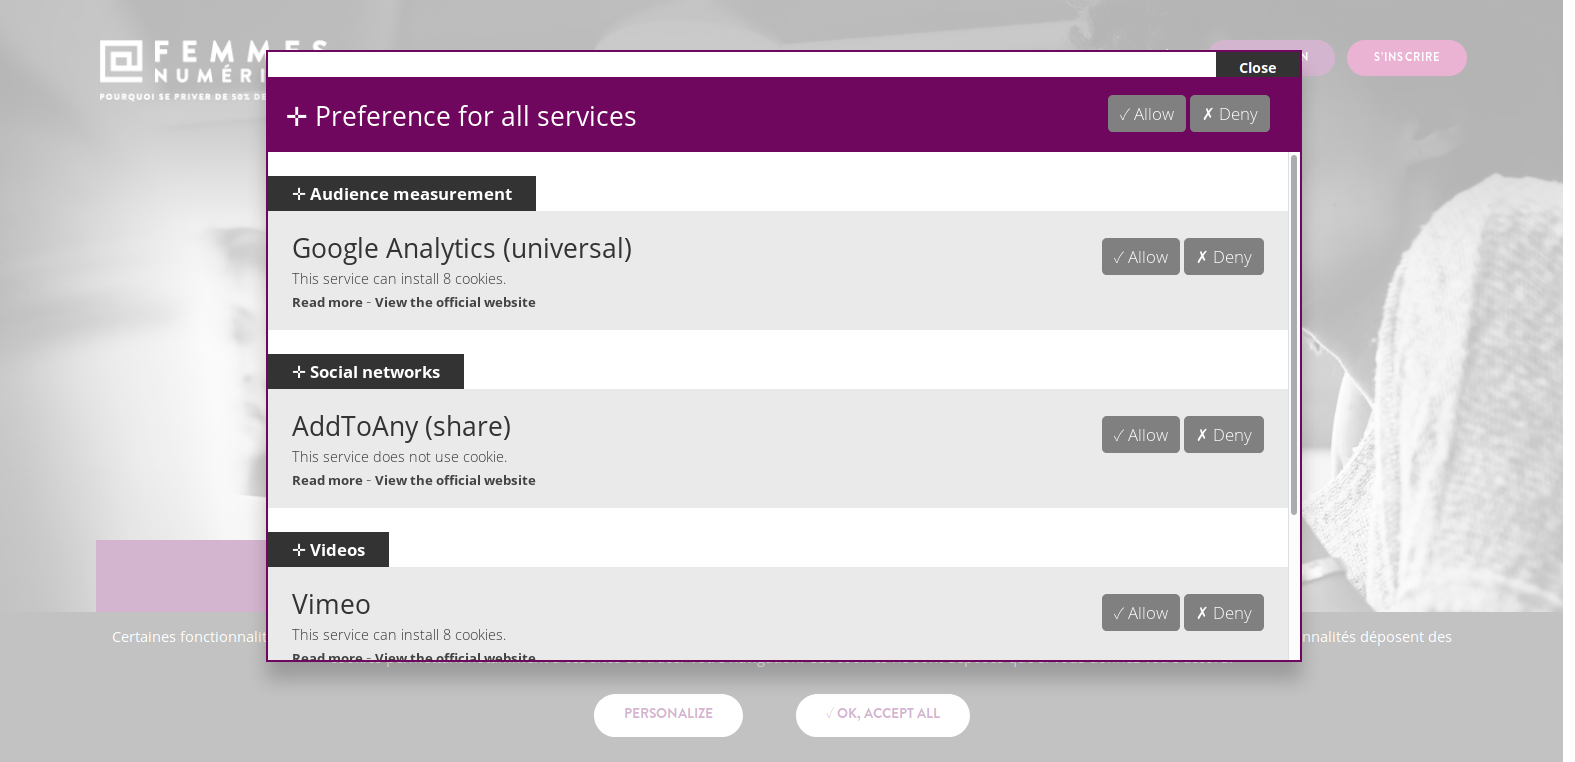 FEMMES
NUMÉRI
POURQUOI SE PRIVER DE 50% DE
N
S'INSCRIRE
Close
✛ Preference for all services
✓ Allow
✗ Deny
✛ Audience measurement
Google Analytics (universal)
✓ Allow
✗ Deny
This service can install 8 cookies.
Read more - View the official website
✛ Social networks
AddToAny (share)
✓ Allow
✗ Deny
This service does not use cookie.
Read more - View the official website
✛ Videos
Vimeo
✓ Allow
✗ Deny
This service can install 8 cookies.
Read more - View the official website
Certaines fonctionnalit
nnalités déposent des
PERSONALIZE
✓ OK, ACCEPT ALL